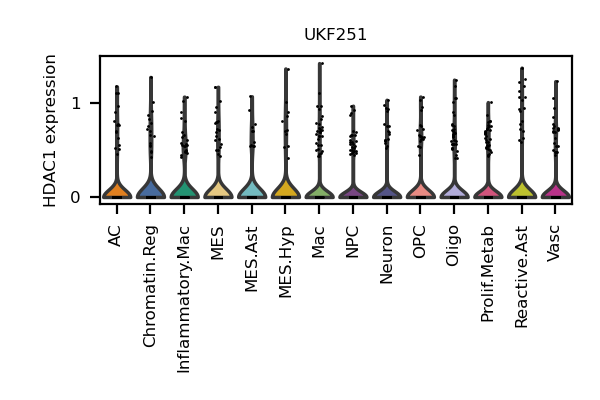 UKF251
HDAC1 expression
1
0
AC
Chromatin.Reg
Inflammatory.Mac
MES
MES.Ast
MES.Hyp
Mac
NPC
Neuron
OPC
Oligo
Prolif.Metab
Reactive.Ast
Vasc